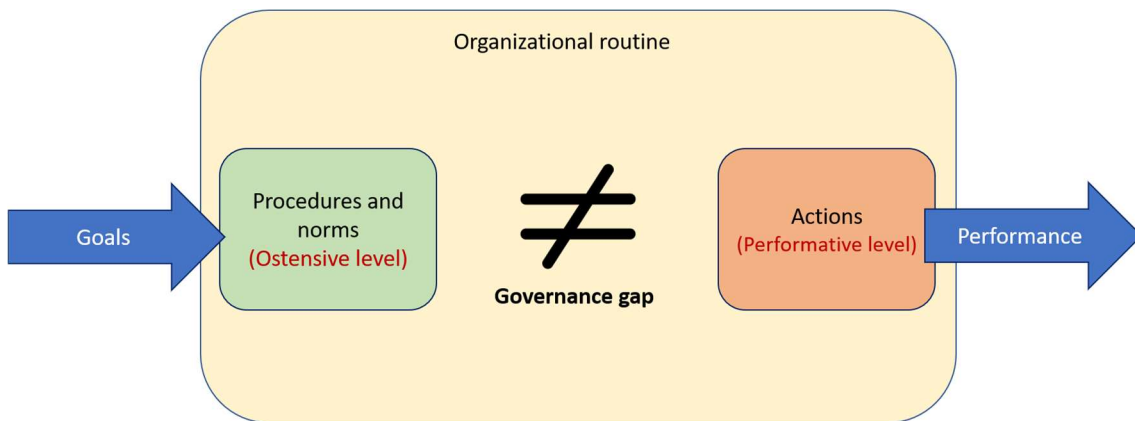 Organizational routine
Goals
Procedures and
norms
(Ostensive level)
Governance gap
Actions
(Performative level)
Performance